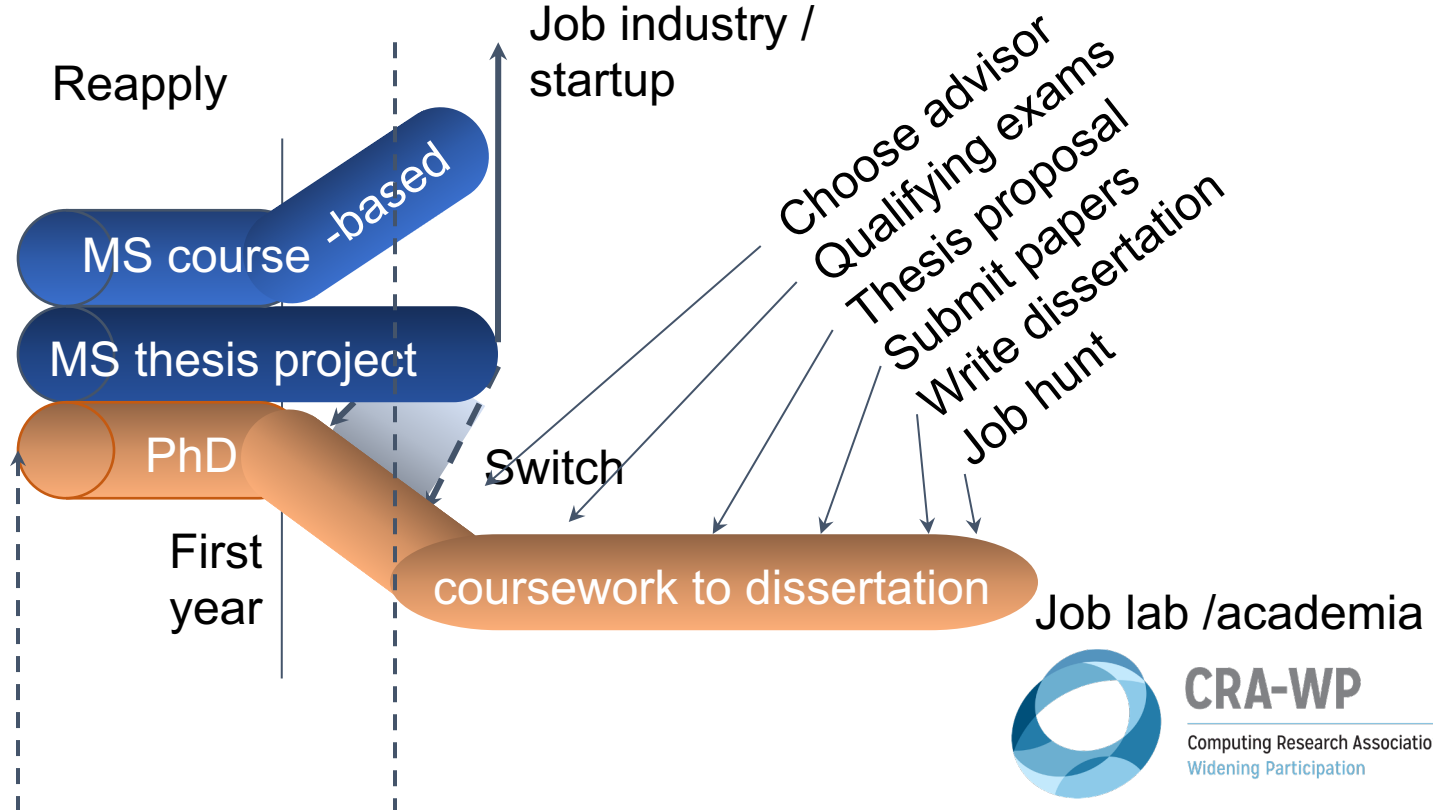 Reapply
Job industry /
startup
MS course
-based
MS thesis project
PhD
Switch
First
year
coursework to dissertation
Choose advisor
Qualifying exams
Thesis proposal
Submit papers
Write dissertation
Job hunt
Job lab /academia
CRA-WP
Computing Research Associatio
Widening Participation